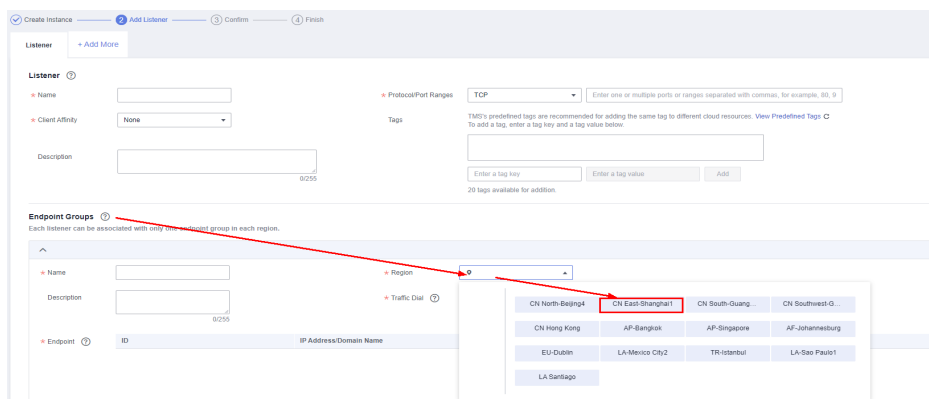 Create Instance 2 Add Listener 3 Confirm 4 Finish
Listener + Add More
Listener ?
* Name
* Protocol/Port Ranges TCP Enter one or multiple ports or ranges separated with commas, for example, 80, 9
* Client Affinity None
Tags TMS's predefined tags are recommended for adding the same tag to different cloud resources. View Predefined Tags
To add a tag, enter a tag key and a tag value below.
Description
0/255
Enter a tag key Enter a tag value Add
20 tags available for addition.
Endpoint Groups ?
Each listener can be associated with only one endpoint group in each region.
* Name * Region
Description * Traffic Dial ?
0/255
* Endpoint ? ID IP Address/Domain Name
CN North-Beijing4 CN East-Shanghai1 CN South-Guang... CN Southwest-G...
CN Hong Kong AP-Bangkok AP-Singapore AF-Johannesburg
EU-Dublin LA-Mexico City2 TR-Istanbul LA-Sao Paulo1
LA Santiago